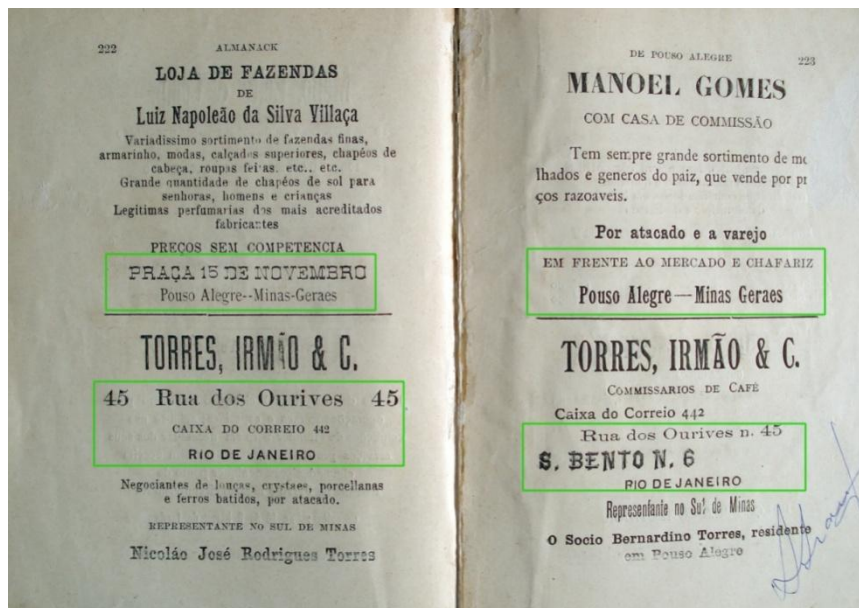 222
ALMANACK
LOJA DE FAZENDAS
DE
Luiz Napoleão da Silva Villaça
Variadissimo sortimento de fazendas finas,
armarinho, modas, calçados superiores, chapéos de
cabeça, roupas feitas, etc., etc.
Grande quantidade de chapéos de sol para
senhoras, homens e crianças
Legitimas perfumarias dos mais acreditados
fabricantes
PREÇOS SEM COMPETENCIA
PRAÇA 15 DE NOVEMBRO
Pouso Alegre--Minas-Geraes
TORRES, IRMÃO & C.
45 Rua dos Ourives 45
CAIXA DO CORREIO 442
RIO DE JANEIRO
Negociantes de louças, crystaes, porcellanas
e ferros batidos, por atacado.
REPRESENTANTE NO SUL DE MINAS
Nicoláo José Rodrigues Torres
DE POUSO ALEGRE
223
MANOEL GOMES
COM CASA DE COMMISSÃO
Tem sempre grande sortimento de mo
lhados e generos do paiz, que vende por pr
ços razoaveis.
Por atacado e a varejo
EM FRENTE AO MERCADO E CHAFARIZ
Pouso Alegre—Minas Geraes
TORRES, IRMÃO & C.
COMMISSARIOS DE CAFÉ
Caixa do Correio 442
Rua dos Ourives n. 45
S. BENTO N. 6
RIO DE JANEIRO
Representante no Sul de Minas
O Socio Bernardino Torres, residente
em Pouso Alegre